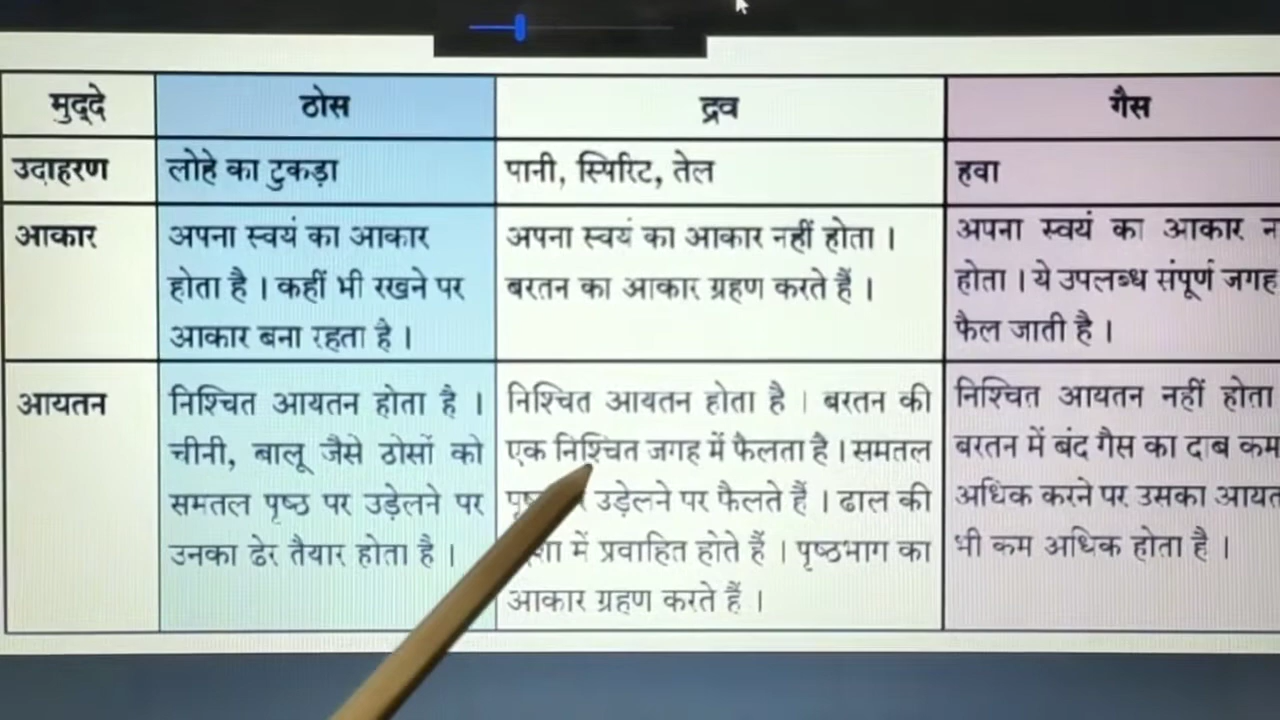 मुद्दे ठोस द्रव गैस
उदाहरण लोहे का टुकड़ा पानी, स्पिरिट, तेल हवा
आकार
अपना स्वयं का आकार
होता है । कहीं भी रखने पर
आकार बना रहता है ।
अपना स्वयं का आकार नहीं होता ।
बरतन का आकार ग्रहण करते हैं ।
अपना स्वयं का आकार
होता । ये उपलब्ध संपूर्ण जगह
फैल जाती है ।
आयतन
निश्चित आयतन होता है ।
चीनी, बालू जैसे ठोसों को
समतल पृष्ठ पर उड़ेलने पर
उनका ढेर तैयार होता है ।
निश्चित आयतन होता है । बरतन की
एक निश्चित जगह में फैलता है । समतल
उड़ेलने पर फैलते हैं । ढाल की
में प्रवाहित होते हैं । पृष्ठभाग का
आकार ग्रहण करते हैं ।
निश्चित आयतन नहीं होता
बरतन में बंद गैस का दाब कम
अधिक करने पर उसका
भी कम अधिक होता है ।